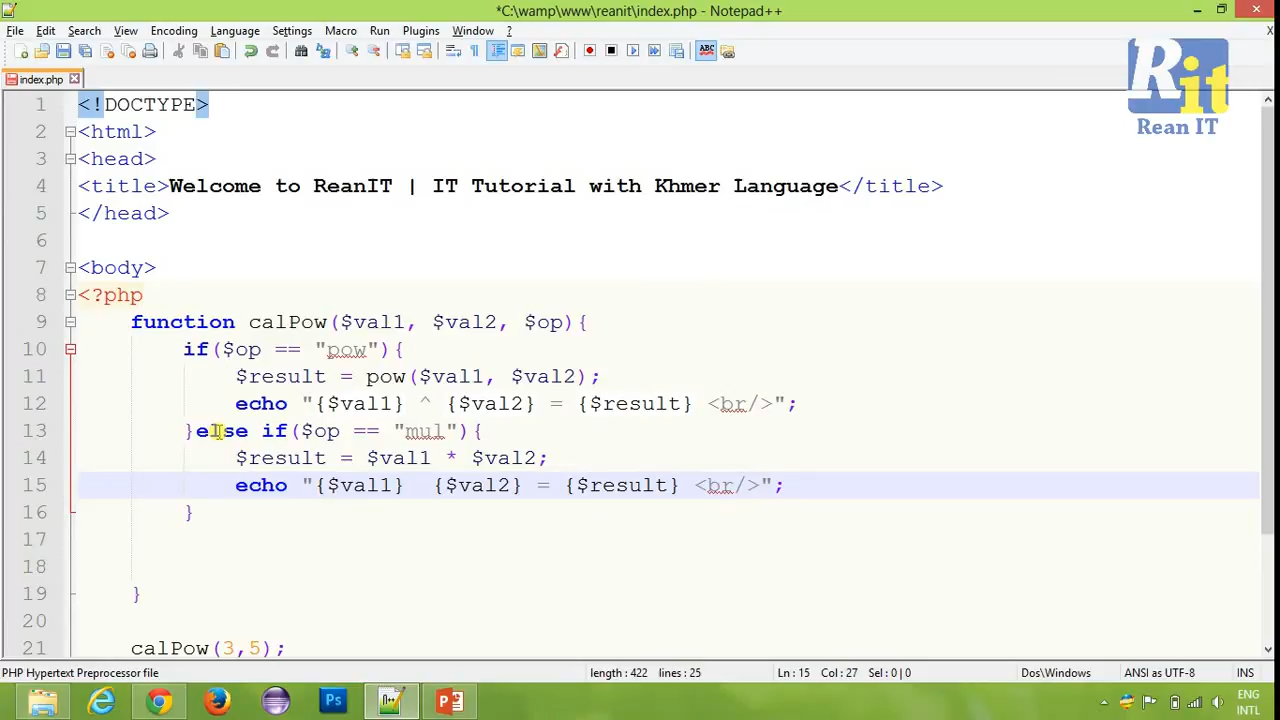 *C:\wamp\www\reanit\index.php - Notepad++
File Edit Search View Encoding Language Settings Macro Run Plugins Window ? X
index.php
Rit
Rean IT
1 <!DOCTYPE>
2 <html>
3 <head>
4 <title>Welcome to ReanIT | IT Tutorial with Khmer Language</title>
5 </head>
6
7 <body>
8 <?php
9 function calPow($val1, $val2, $op){
10 if($op == "pow"){
11 $result = pow($val1, $val2);
12 echo "{$val1} ^ {$val2} = {$result} <br/>";
13 }else if($op == "mul"){
14 $result = $val1 * $val2;
15 echo "{$val1}  {$val2} = {$result} <br/>";
16 }
17
18
19 }
20
21 calPow(3,5);
PHP Hypertext Preprocessor file length : 422 lines : 25 Ln : 15 Col : 27 Sel : 0 | 0 Dos\Windows ANSI as UTF-8 INS
Ps ENG
INTL